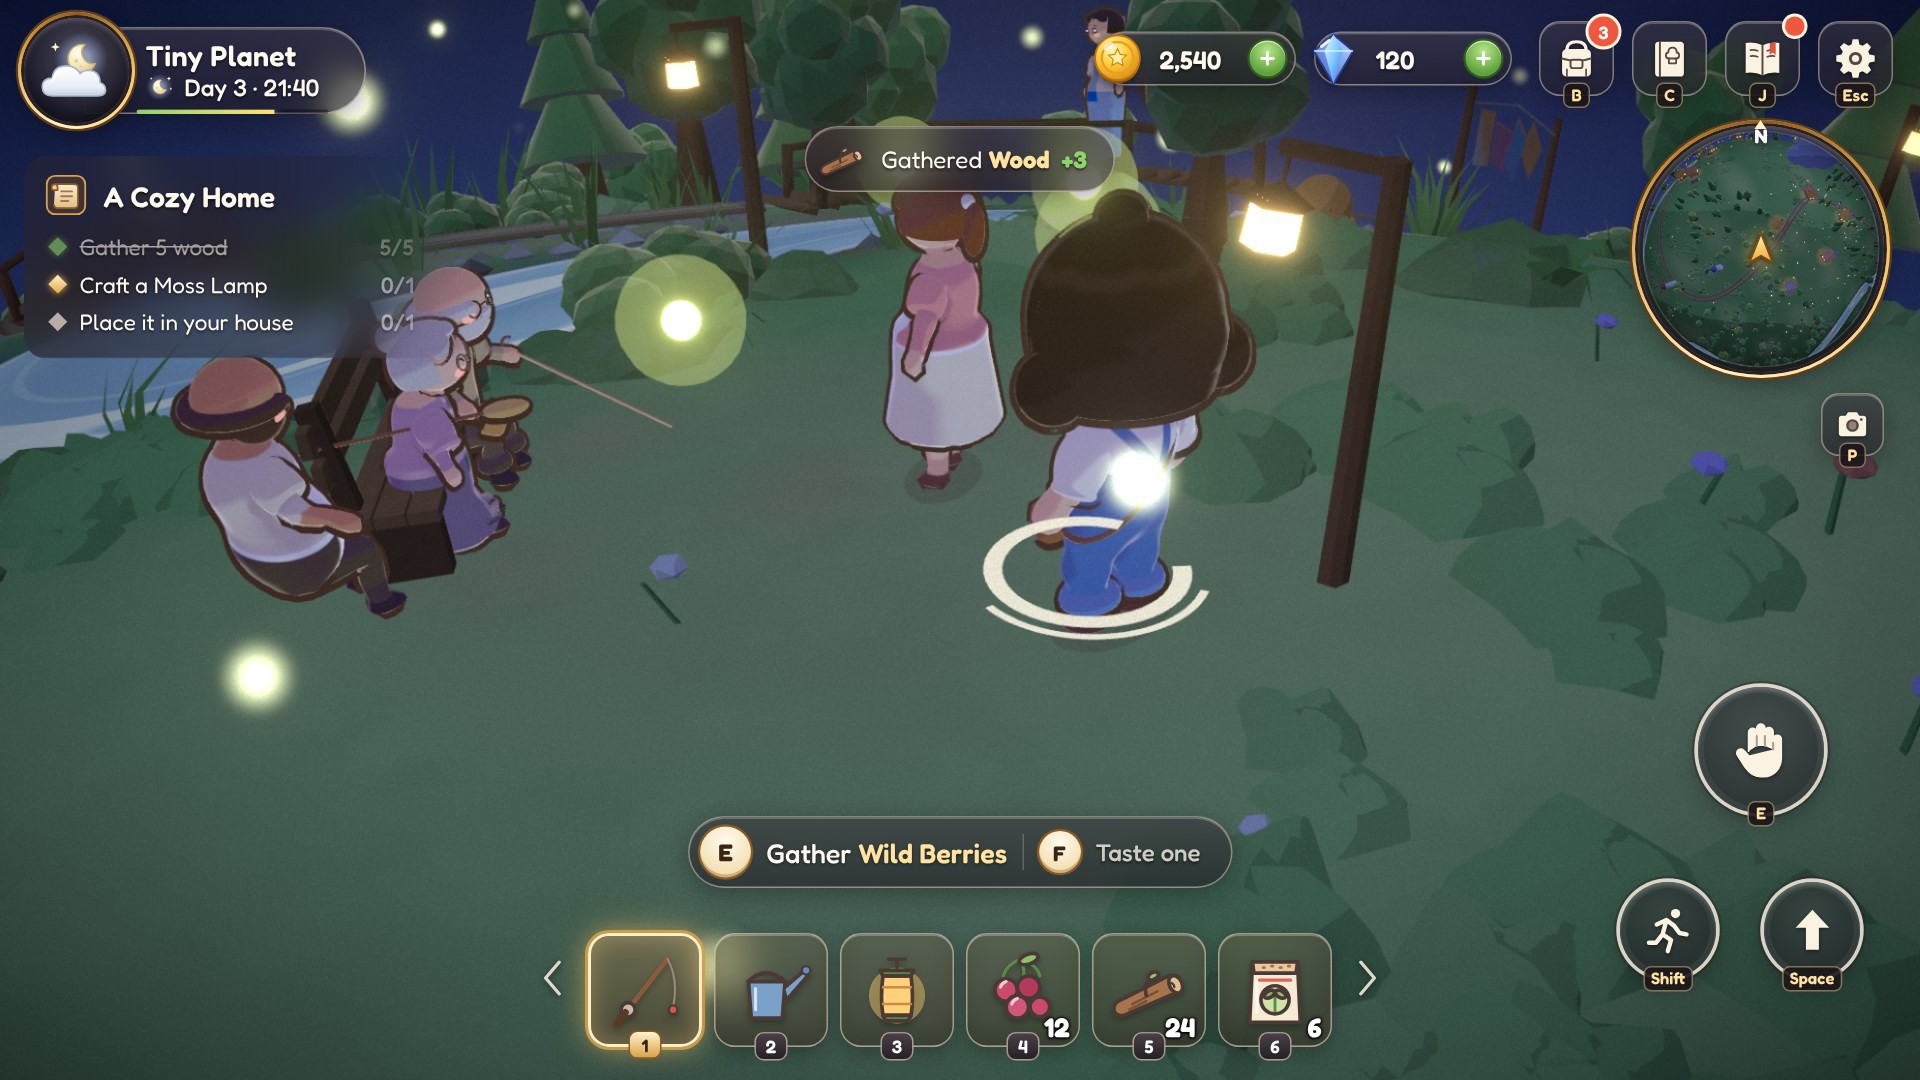 Tiny Planet
Day 3 · 21:40
2,540
120
3
B
C
J
Esc
N
Gathered Wood +3
A Cozy Home
Gather 5 wood 5/5
Craft a Moss Lamp 0/1
Place it in your house 0/1
P
E
E Gather Wild Berries F Taste one
Shift
Space
12
24
6
1
2
3
4
5
6